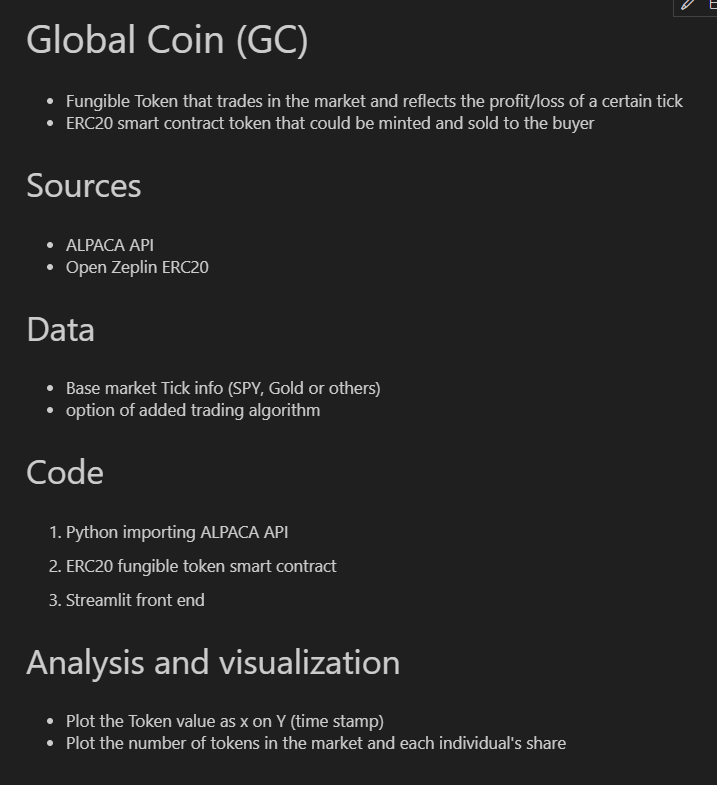 Global Coin (GC)
• Fungible Token that trades in the market and reflects the profit/loss of a certain tick
• ERC20 smart contract token that could be minted and sold to the buyer
Sources
• ALPACA API
• Open Zeplin ERC20
Data
• Base market Tick info (SPY, Gold or others)
• option of added trading algorithm
Code
1. Python importing ALPACA API
2. ERC20 fungible token smart contract
3. Streamlit front end
Analysis and visualization
• Plot the Token value as x on Y (time stamp)
• Plot the number of tokens in the market and each individual's share